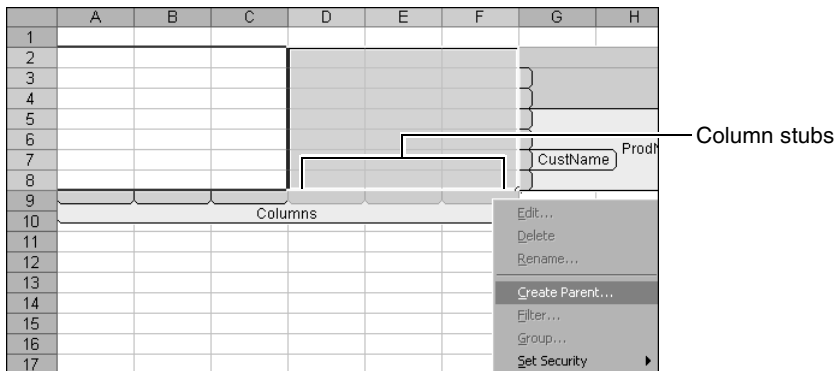 A B C D E F G H
1
2
3
4
5
6
7
8
9
10
11
12
13
14
15
16
17
Column stubs
CustName
Columns
Edit...
Delete
Rename...
Create Parent...
Filter...
Group...
Set Security